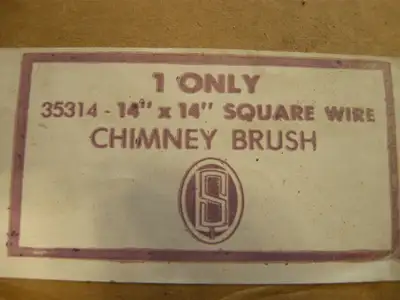 1 ONLY
35314 - 14" x 14" SQUARE WIRE
CHIMNEY BRUSH
S